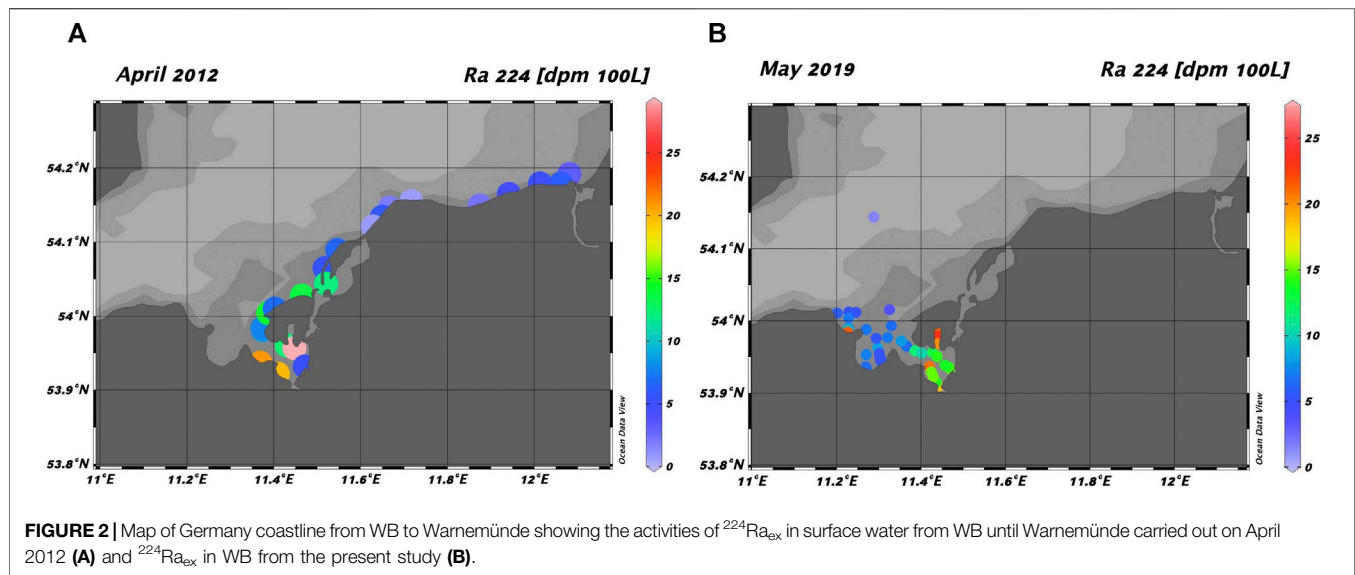 A
April 2012
Ra 224 [dpm 100L]
54.2°N
54.1°N
54°N
53.9°N
53.8°N
11°E
11.2°E
11.4°E
11.6°E
11.8°E
12°E
25
20
15
10
5
0
Ocean Data View
B
May 2019
Ra 224 [dpm 100L]
54.2°N
54.1°N
54°N
53.9°N
53.8°N
11°E
11.2°E
11.4°E
11.6°E
11.8°E
12°E
25
20
15
10
5
0
Ocean Data View
FIGURE 2 | Map of Germany coastline from WB to Warnemünde showing the activities of ²²⁴Raₑₓ in surface water from WB until Warnemünde carried out on April
2012 (A) and ²²⁴Raₑₓ in WB from the present study (B).